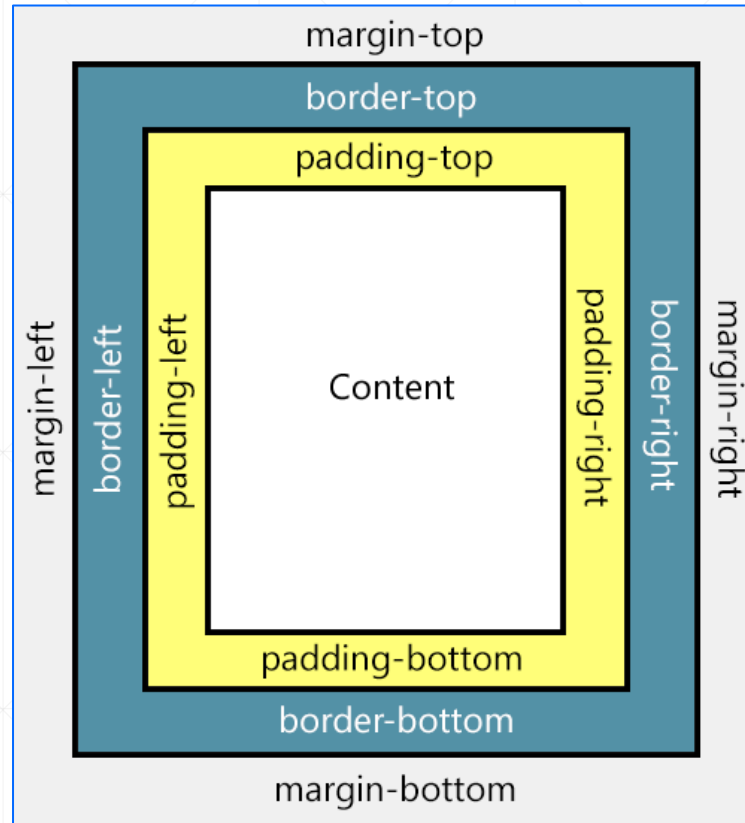 margin-top
border-top
padding-top
margin-left
border-left
padding-left
Content
padding-right
border-right
margin-right
padding-bottom
border-bottom
margin-bottom